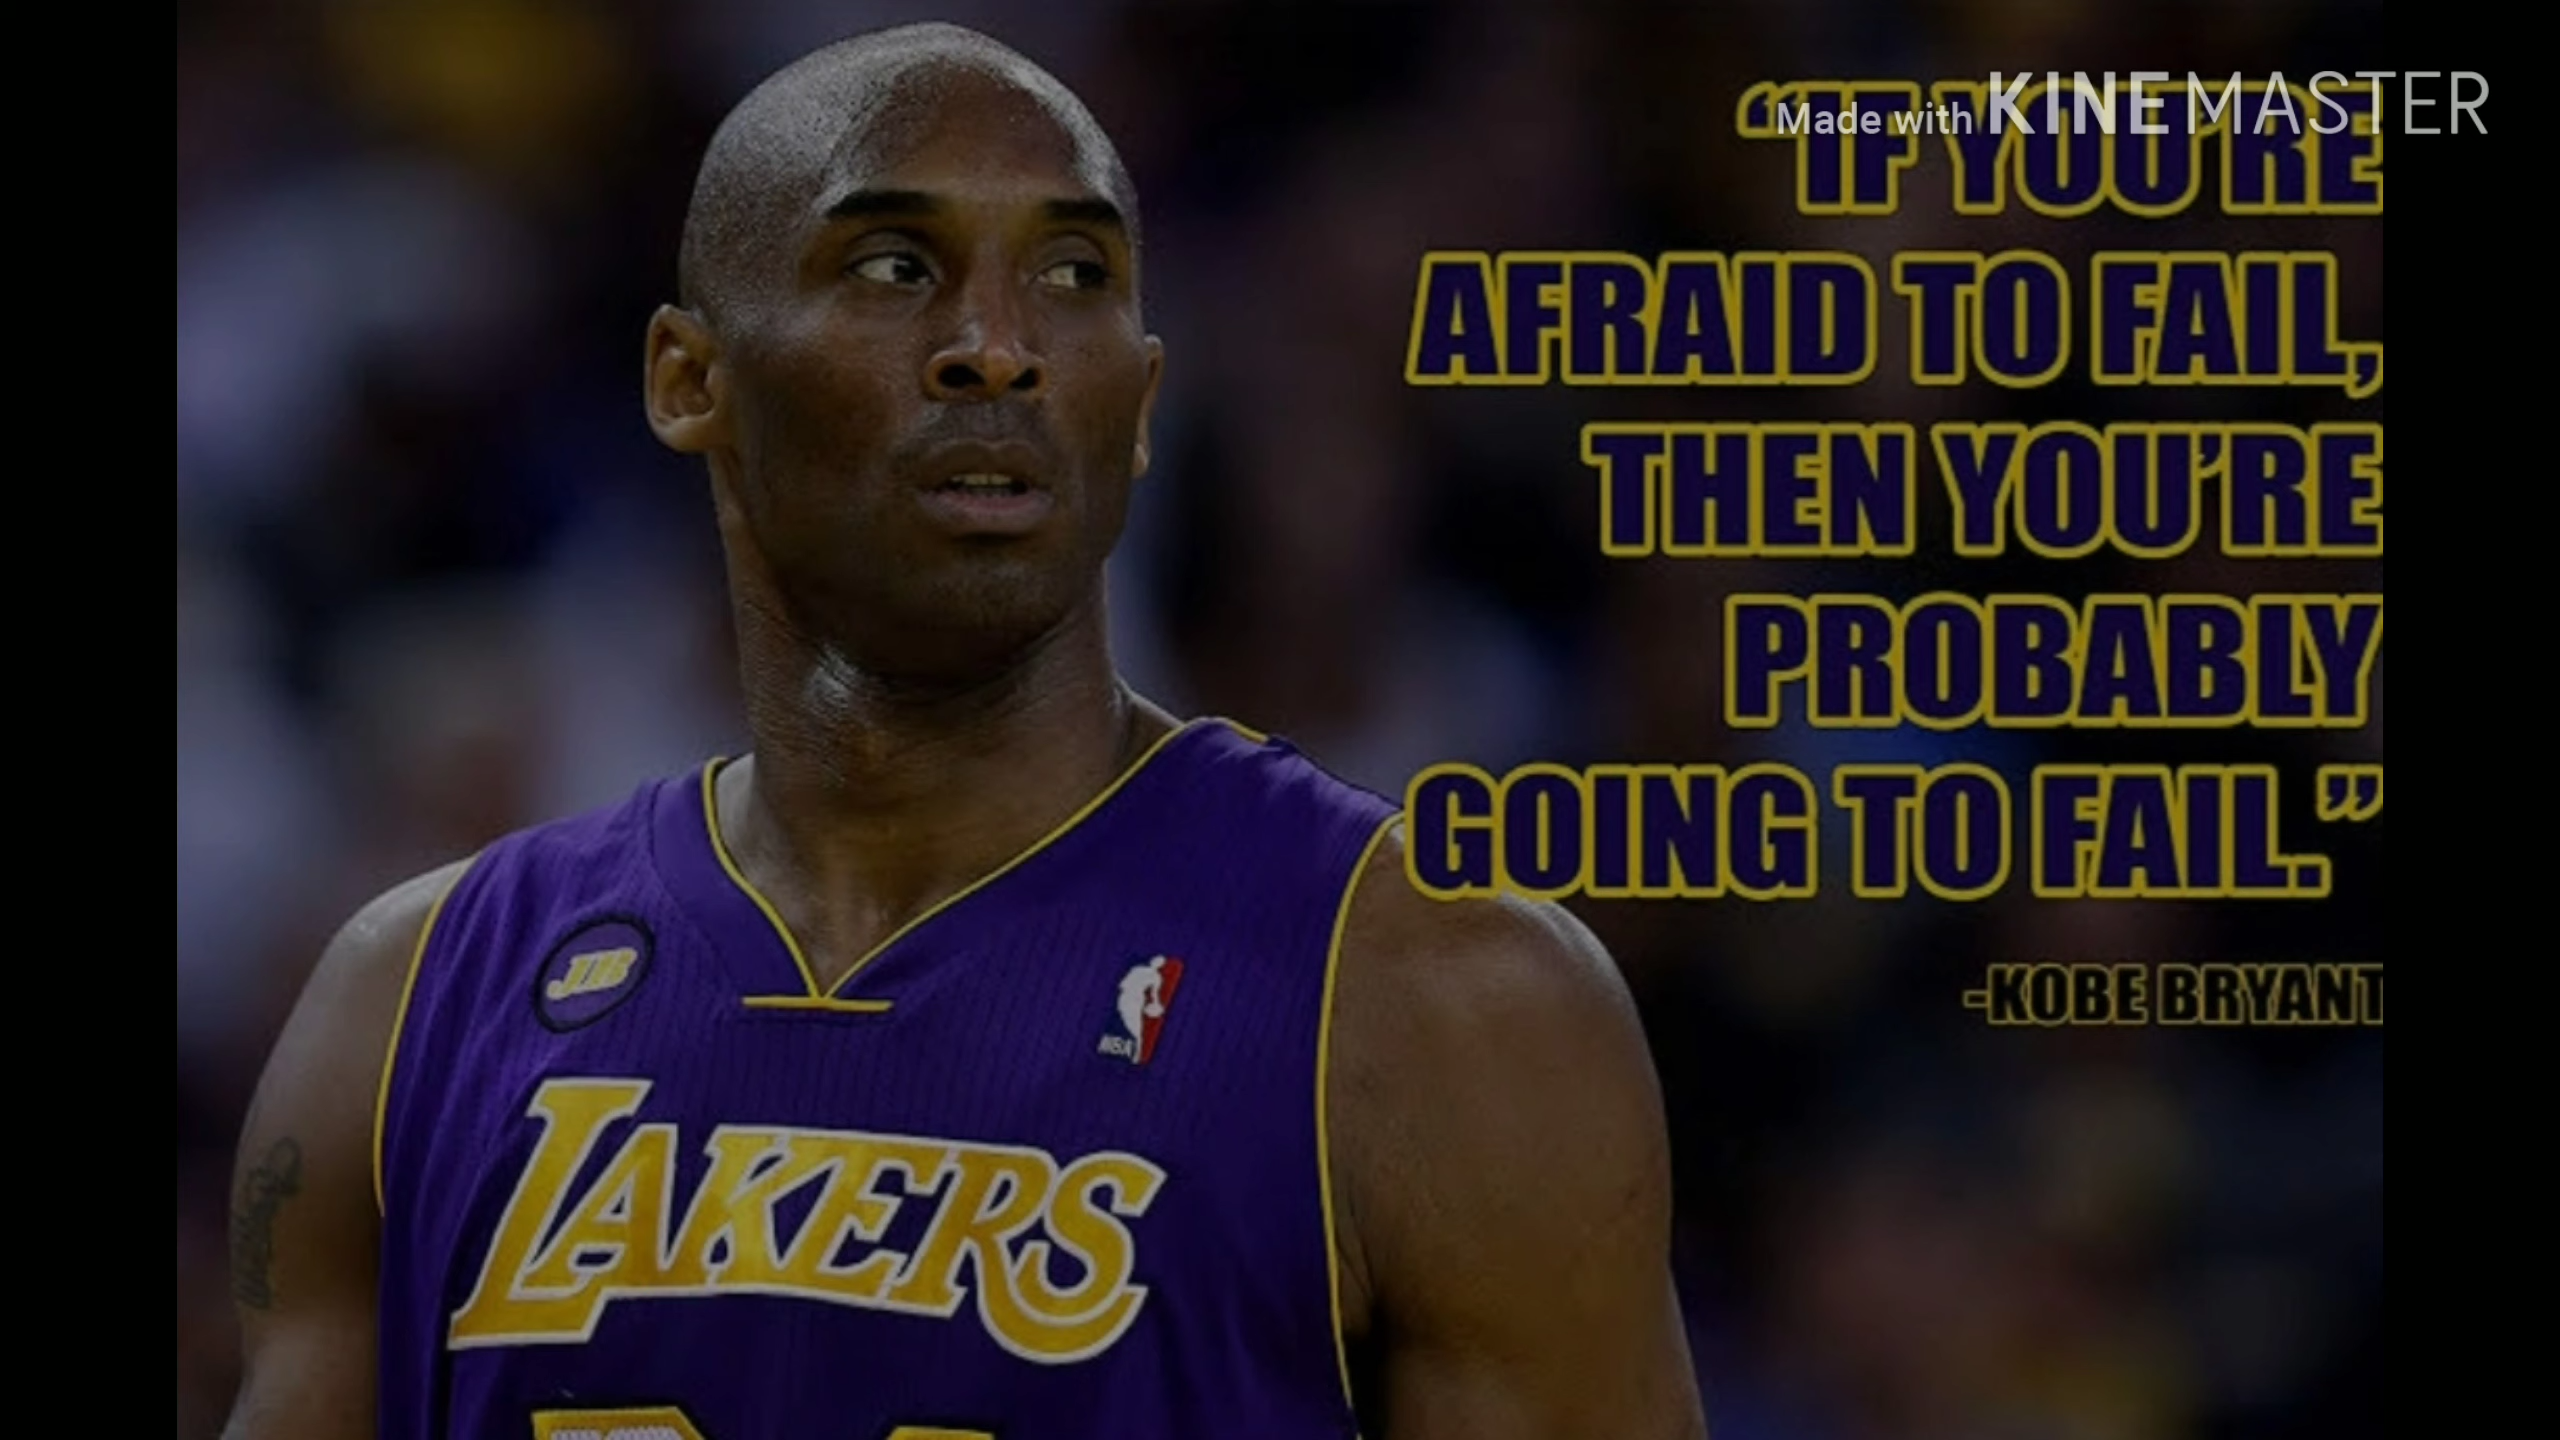 Made with KINEMASTER
“IF YOU’RE
AFRAID TO FAIL,
THEN YOU’RE
PROBABLY
GOING TO FAIL.”
-KOBE BRYANT
JB
NBA
LAKERS